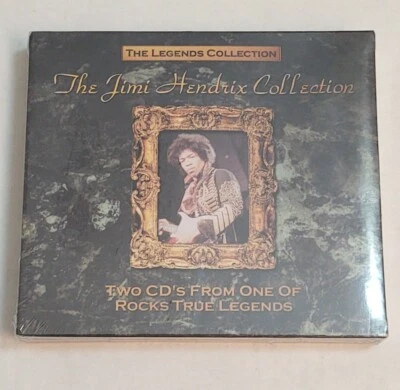 The Legends Collection
The Jimi Hendrix Collection
Two CD's From One Of
Rocks True Legends